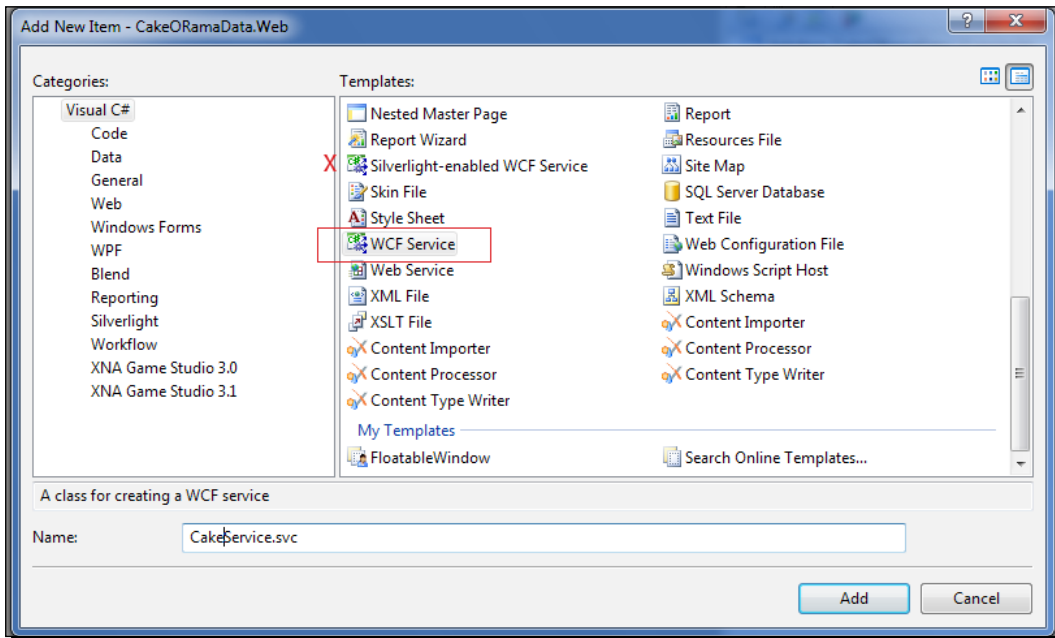 Add New Item - CakeORamaData.Web
Categories:
Templates:
Visual C#
Code
Data
General
Web
Windows Forms
WPF
Blend
Reporting
Silverlight
Workflow
XNA Game Studio 3.0
XNA Game Studio 3.1
Nested Master Page
Report
Report Wizard
Resources File
X
Silverlight-enabled WCF Service
Site Map
Skin File
SQL Server Database
Style Sheet
Text File
WCF Service
Web Configuration File
Web Service
Windows Script Host
XML File
XML Schema
XSLT File
Content Importer
Content Importer
Content Processor
Content Processor
Content Type Writer
Content Type Writer
My Templates
FloatableWindow
Search Online Templates...
A class for creating a WCF service
Name:
CakeService.svc
Add
Cancel